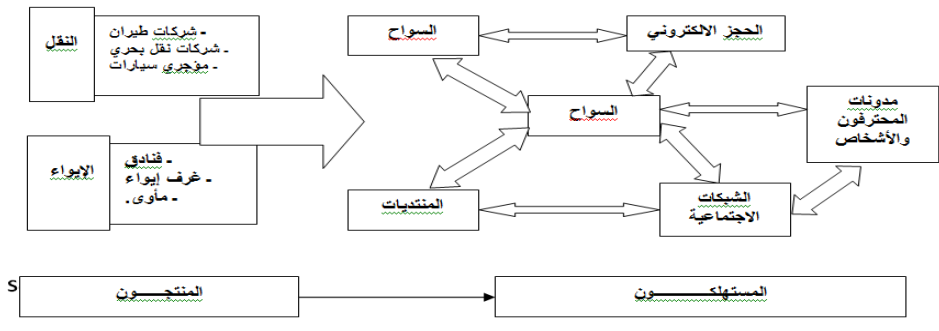 النقل
- شركات طيران
- شركات نقل بحري
- مؤجري سيارات
السواح
الحجز الالكتروني
السواح
مدونات
المحترفون
والأشخاص
الإيواء
- فنادق
- غرف إيواء
- مأوى.
المنتديات
الشبكات
الاجتماعية
S
المنتجـــــون
المستهلكــــــــــون